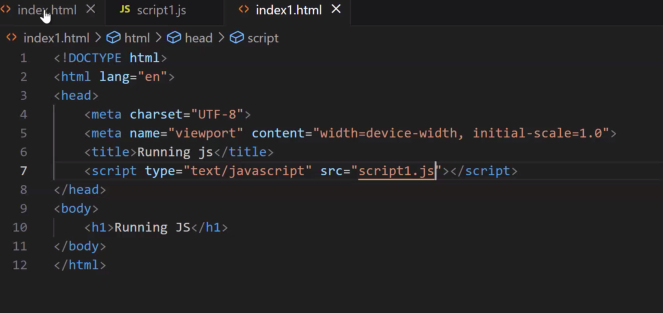 index.html
JS script1.js
index1.html
index1.html > html > head > script
1 <!DOCTYPE html>
2 <html lang="en">
3 <head>
4 <meta charset="UTF-8">
5 <meta name="viewport" content="width=device-width, initial-scale=1.0">
6 <title>Running js</title>
7 <script type="text/javascript" src="script1.js"></script>
8 </head>
9 <body>
10 <h1>Running JS</h1>
11 </body>
12 </html>